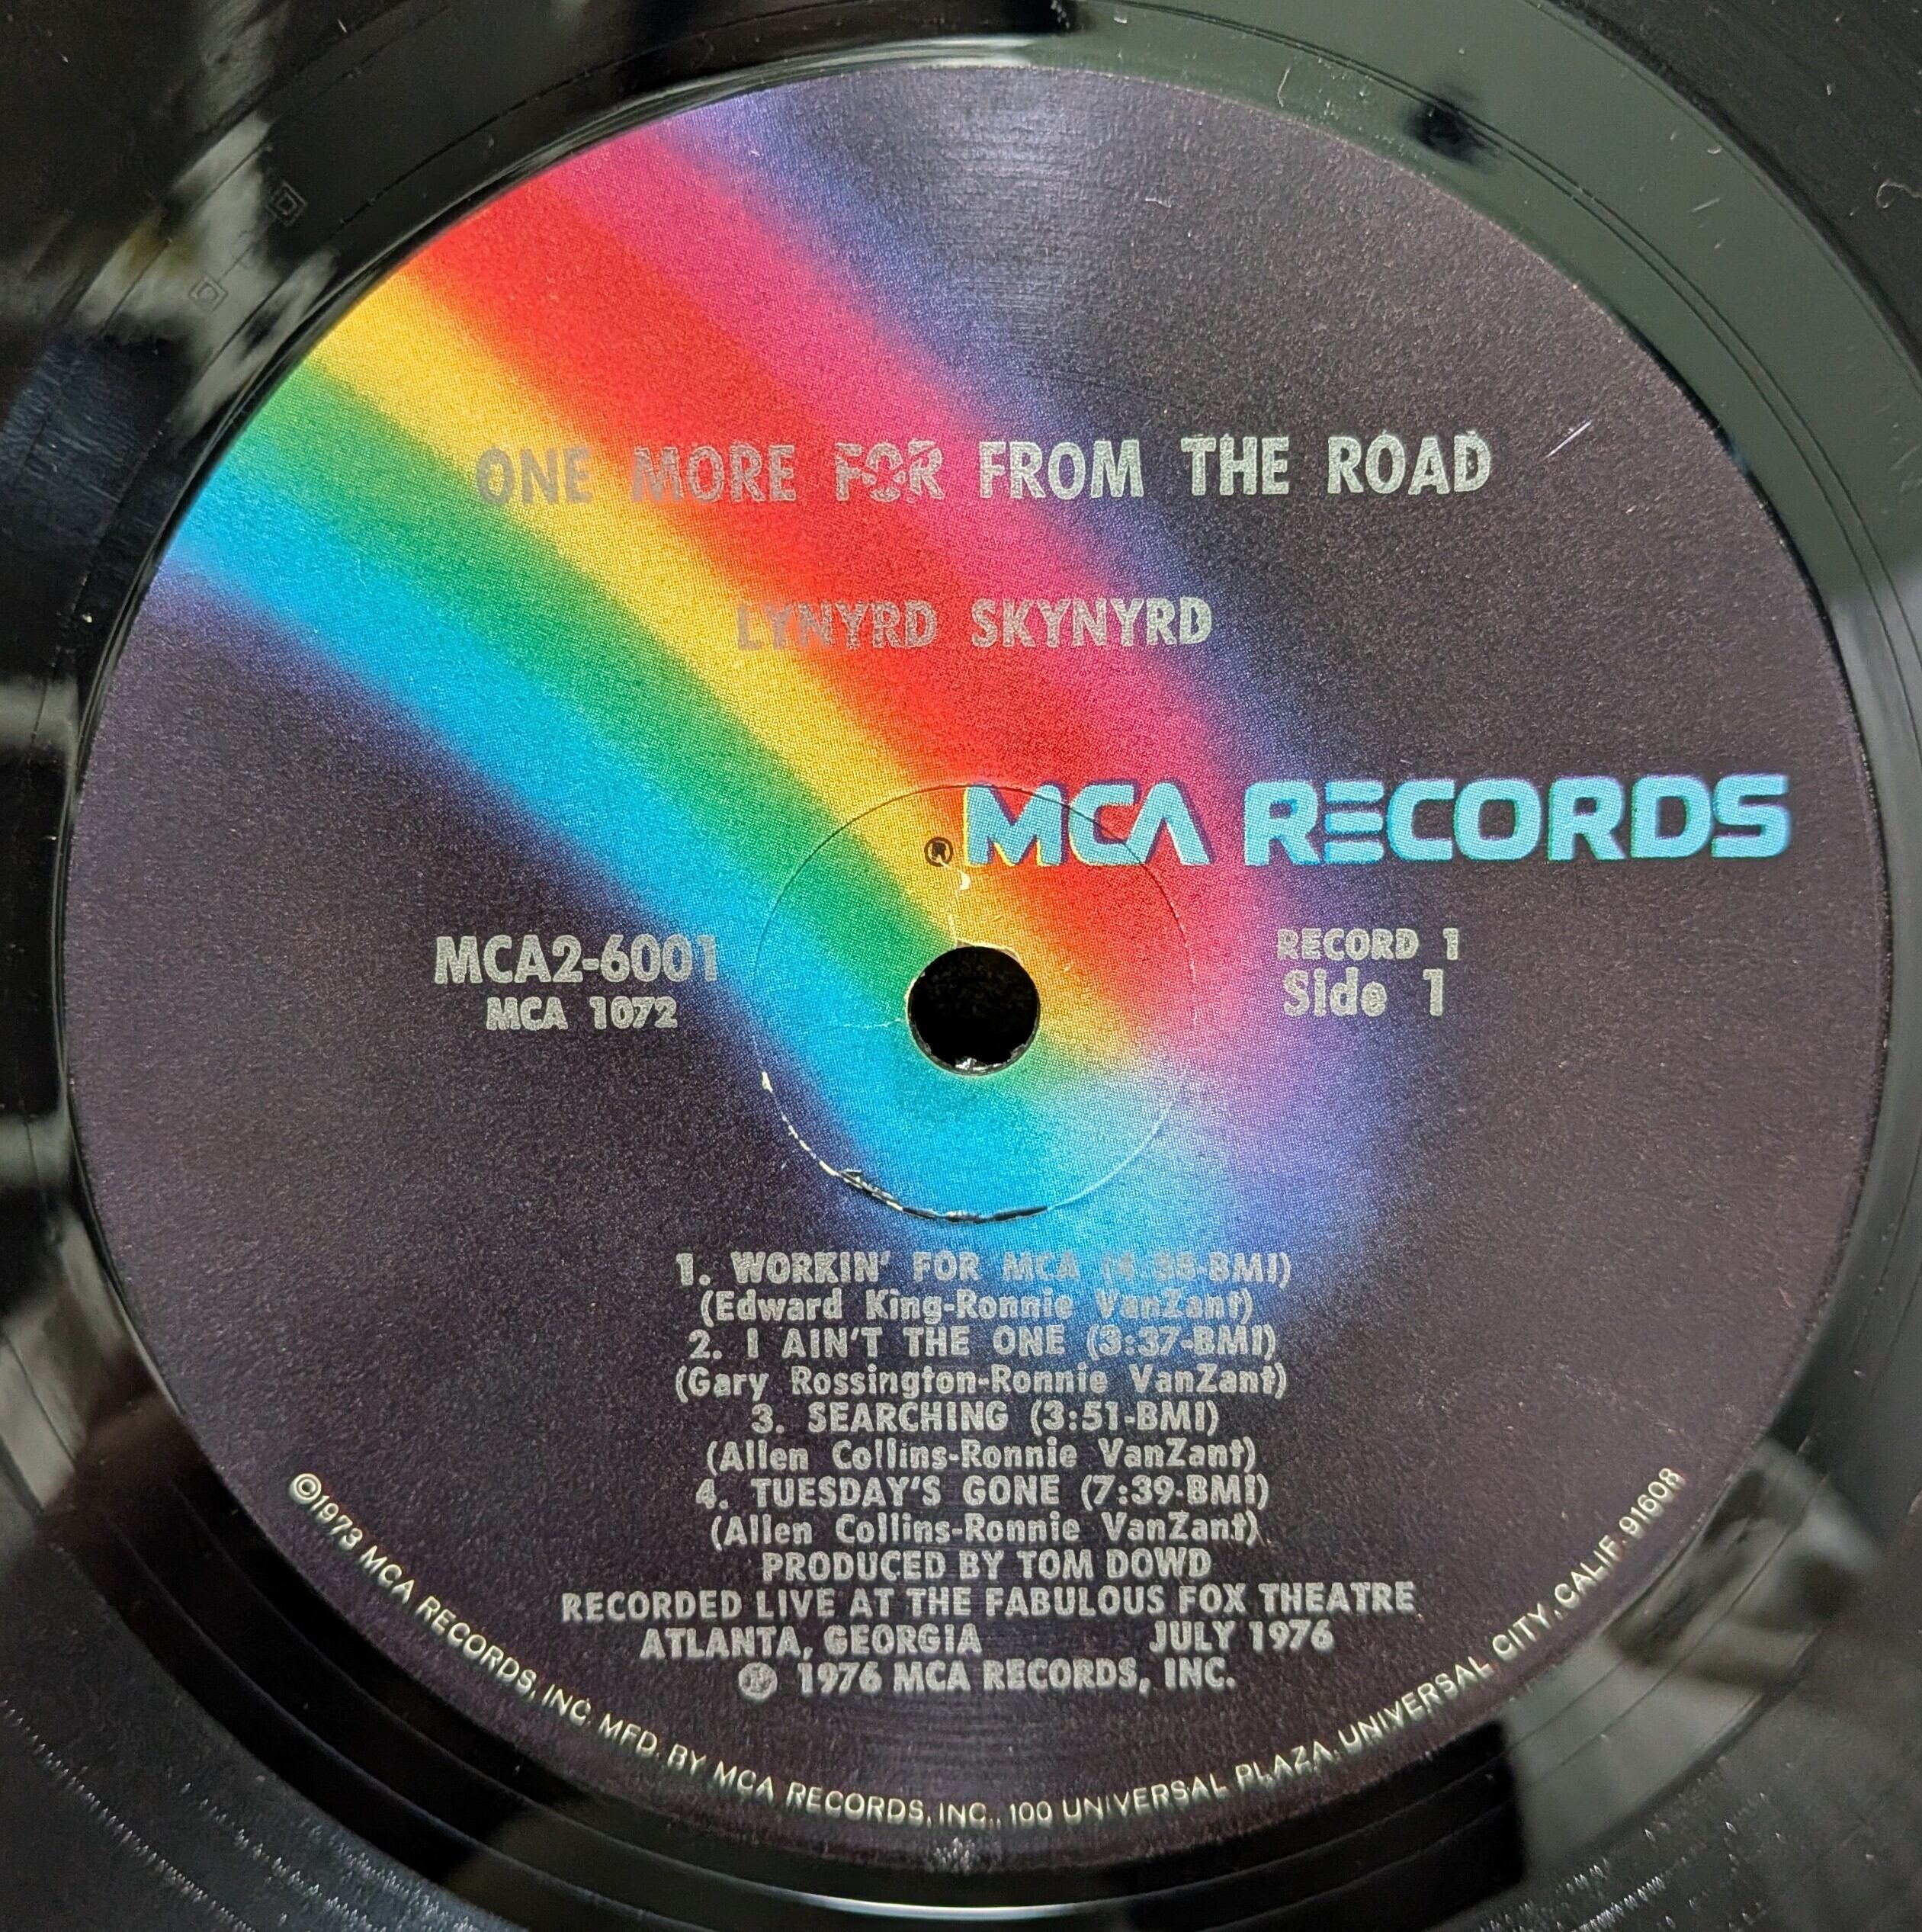 ONE MORE FOR FROM THE ROAD
LYNYRD SKYNYRD
® MCA RECORDS
MCA2-6001
MCA 1072
RECORD 1
Side 1
1. WORKIN' FOR MCA (4:38-BMI)
(Edward King-Ronnie VanZant)
2. I AIN'T THE ONE (3:37-BMI)
(Gary Rossington-Ronnie VanZant)
3. SEARCHING (3:51-BMI)
(Allen Collins-Ronnie VanZant)
4. TUESDAY'S GONE (7:39-BMI)
(Allen Collins-Ronnie VanZant)
PRODUCED BY TOM DOWD
RECORDED LIVE AT THE FABULOUS FOX THEATRE
ATLANTA, GEORGIA JULY 1976
℗ 1976 MCA RECORDS, INC.
©1973 MCA RECORDS, INC. MFD. BY MCA RECORDS, INC., 100 UNIVERSAL PLAZA, UNIVERSAL CITY, CALIF. 91608